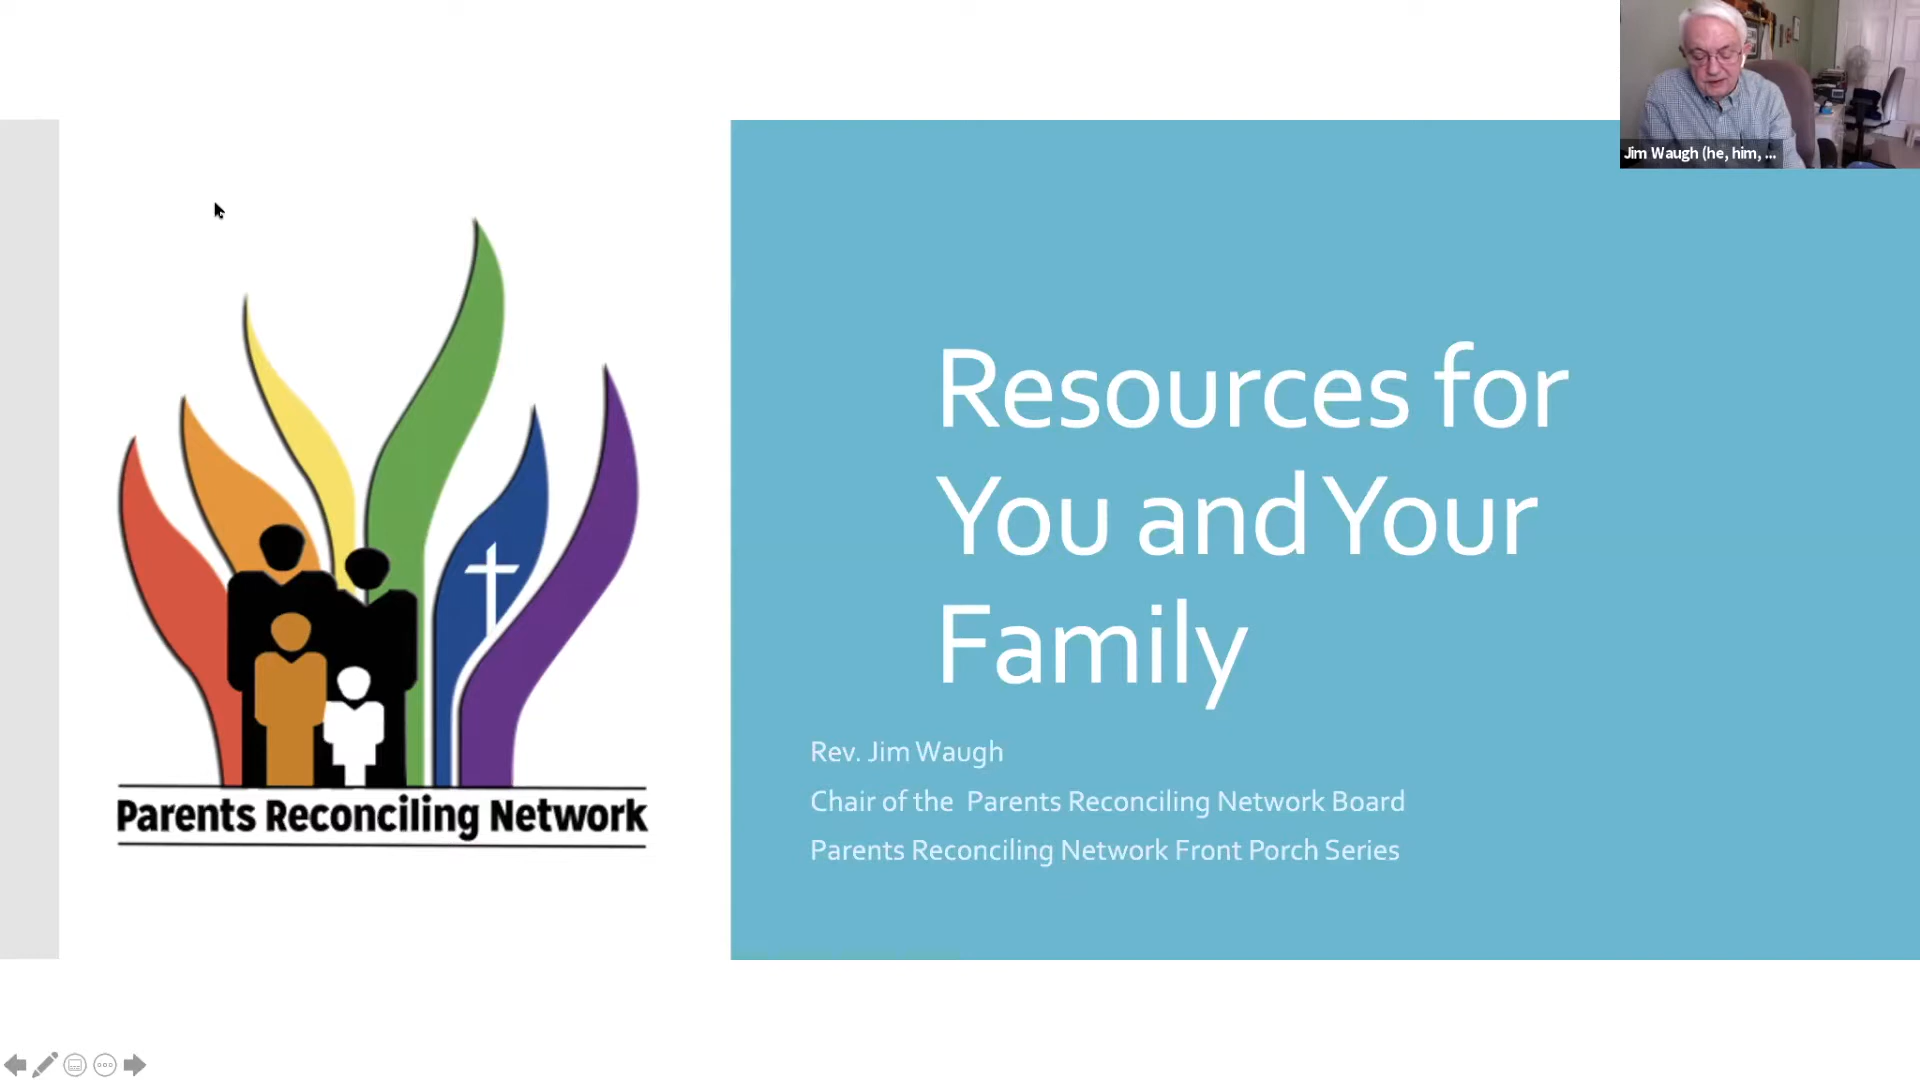 Jim Waugh (he, him, ...
Resources for
You and Your
Family
Rev. Jim Waugh
Chair of the Parents Reconciling Network Board
Parents Reconciling Network Front Porch Series
Parents Reconciling Network